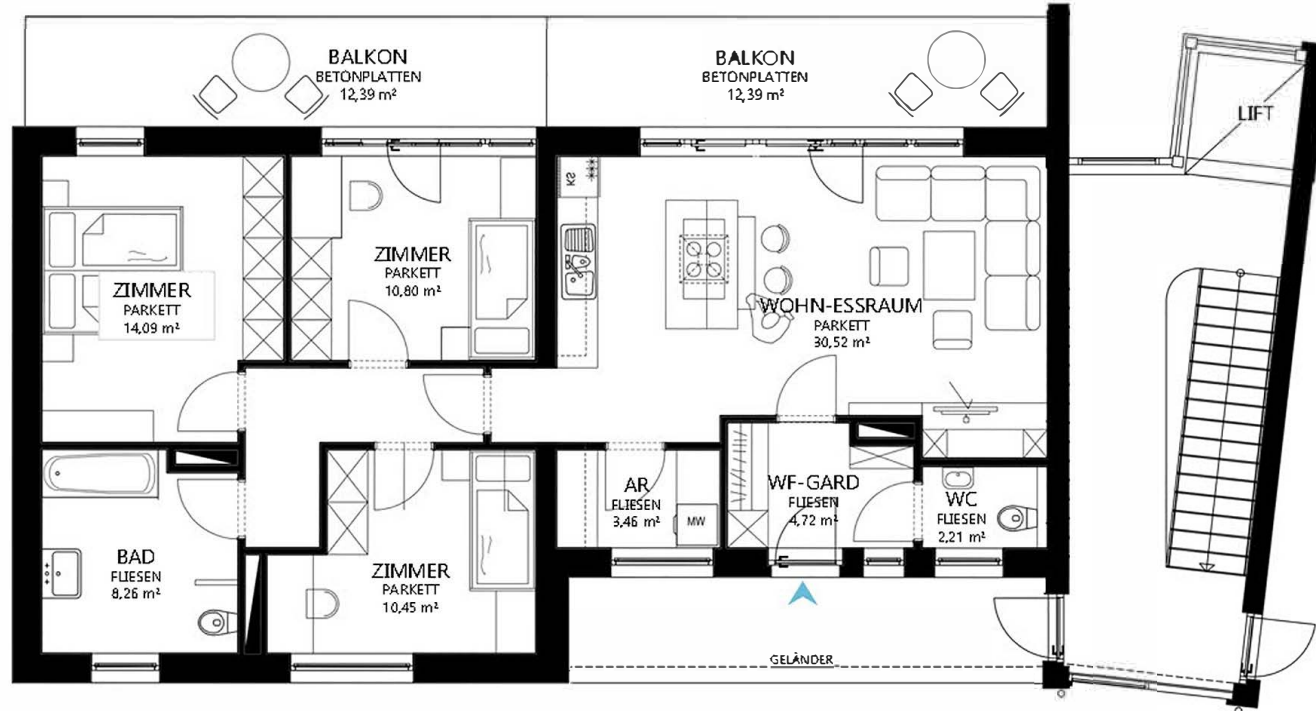 BALKON
BETONPLATTEN
12,39 m²
BALKON
BETONPLATTEN
12,39 m²
LIFT
KS
ZIMMER
PARKETT
10,80 m²
ZIMMER
PARKETT
14,09 m²
WOHN-ESSRAUM
PARKETT
30,52 m²
AR
FLIESEN
3,46 m²
MW
WF-GARD
FLIESEN
4,72 m²
WC
FLIESEN
2,21 m²
BAD
FLIESEN
8,26 m²
ZIMMER
PARKETT
10,45 m²
GELÄNDER